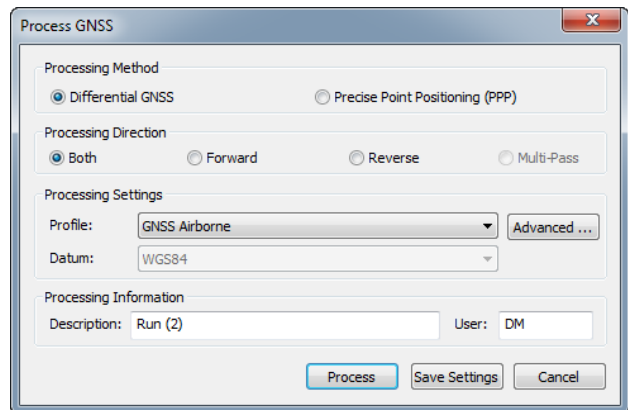 Process GNSS
Processing Method
Differential GNSS Precise Point Positioning (PPP)
Processing Direction
Both Forward Reverse Multi-Pass
Processing Settings
Profile: GNSS Airborne Advanced ...
Datum: WGS84
Processing Information
Description: Run (2) User: DM
Process Save Settings Cancel